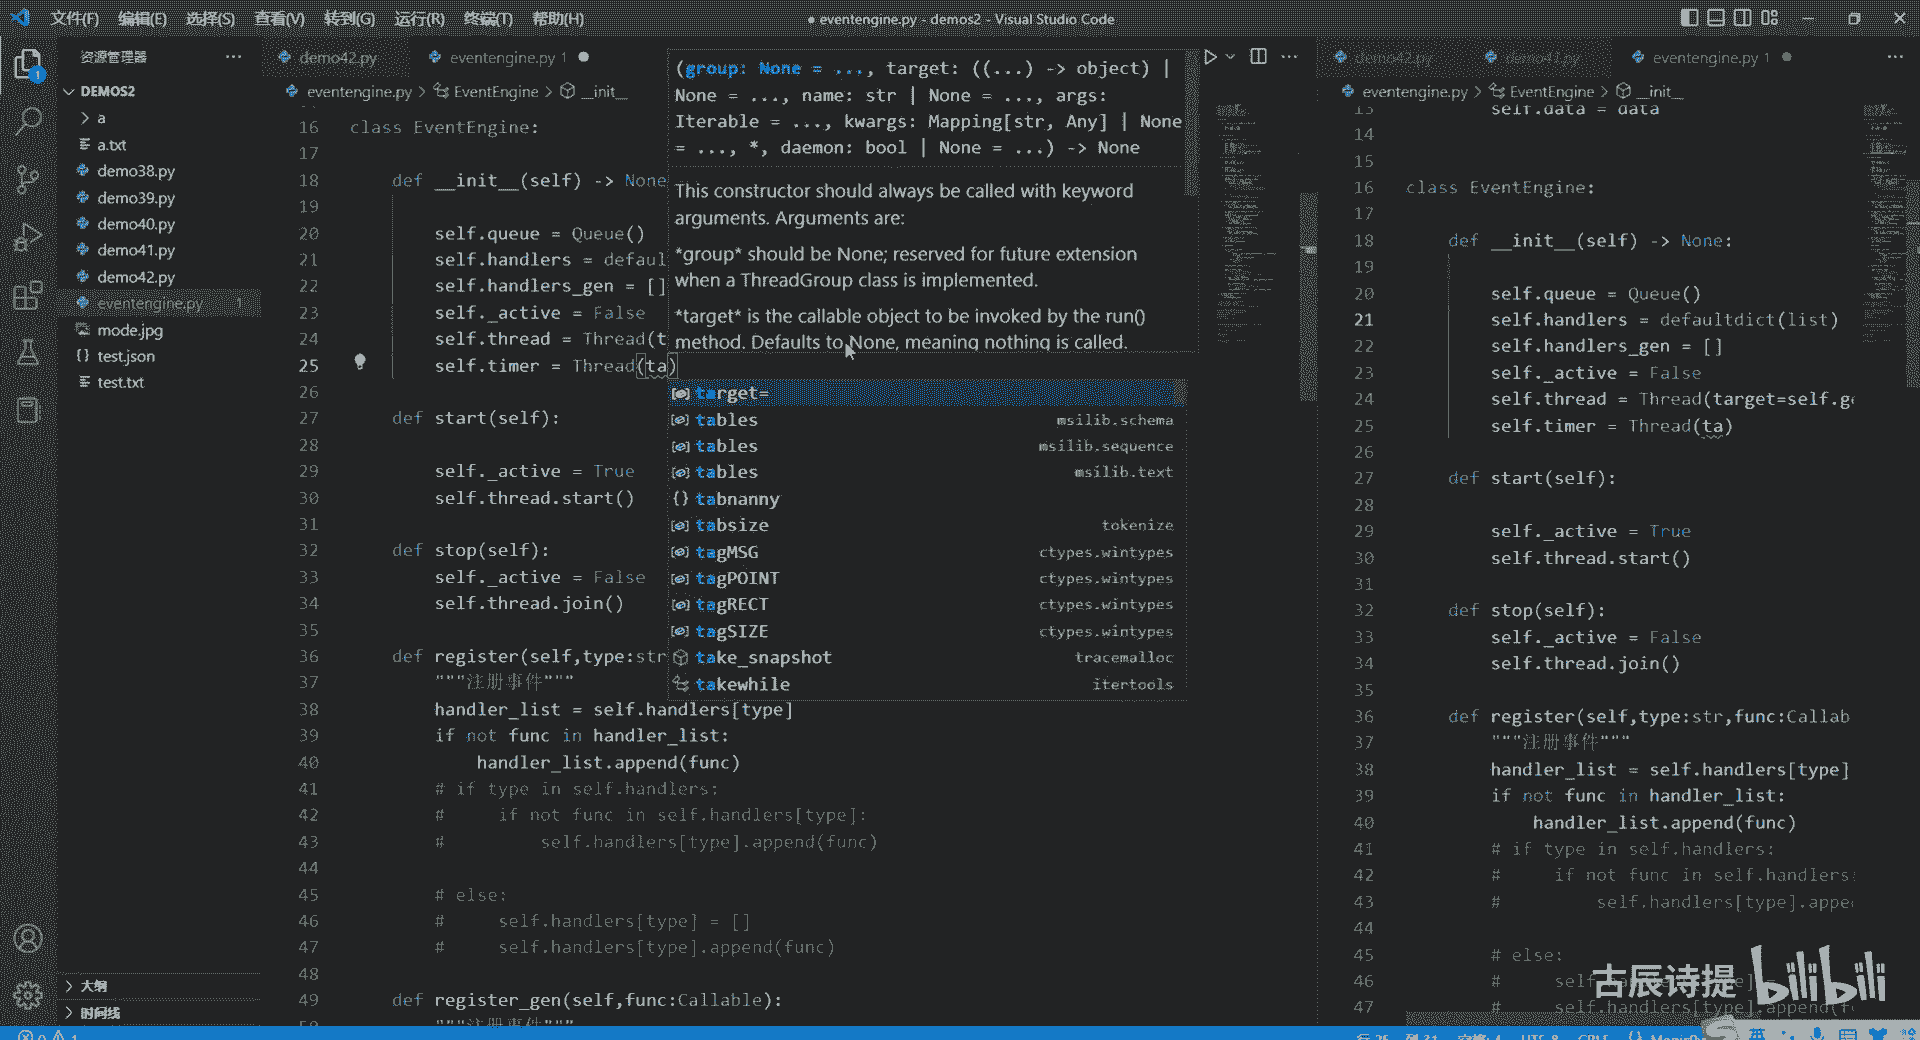 文件(F) 编辑(E) 选择(S) 查看(V) 转到(G) 运行(R) 终端(T) 帮助(H)
● eventengine.py - demos2 - Visual Studio Code
资源管理器 ···
1
DEMOS2
a
a.txt
demo38.py
demo39.py
demo40.py
demo41.py
demo42.py
eventengine.py 1
mode.jpg
{} test.json
test.txt
大纲
时间线
demo42.py
eventengine.py 1 ●
eventengine.py > EventEngine > __init__
16 class EventEngine:
17
18 def __init__(self) -> None
19
20 self.queue = Queue()
21 self.handlers = defaul
22 self.handlers_gen = []
23 self._active = False
24 self.thread = Thread(t
25 self.timer = Thread(ta)
26
27 def start(self):
28
29 self._active = True
30 self.thread.start()
31
32 def stop(self):
33 self._active = False
34 self.thread.join()
35
36 def register(self,type:str
37 """注册事件"""
38 handler_list = self.handlers[type]
39 if not func in handler_list:
40 handler_list.append(func)
41 # if type in self.handlers:
42 # if not func in self.handlers[type]:
43 # self.handlers[type].append(func)
44
45 # else:
46 # self.handlers[type] = []
47 # self.handlers[type].append(func)
48
49 def register_gen(self,func:Callable):
(group: None = ..., target: ((...) -> object) |
None = ..., name: str | None = ..., args:
Iterable = ..., kwargs: Mapping[str, Any] | None
= ..., *, daemon: bool | None = ...) -> None
This constructor should always be called with keyword
arguments. Arguments are:
*group* should be None; reserved for future extension
when a ThreadGroup class is implemented.
*target* is the callable object to be invoked by the run()
method. Defaults to None, meaning nothing is called.
target=
tables msilib.schema
tables msilib.sequence
tables msilib.text
{} tabnanny
tabsize tokenize
tagMSG ctypes.wintypes
tagPOINT ctypes.wintypes
tagRECT ctypes.wintypes
tagSIZE ctypes.wintypes
take_snapshot tracemalloc
takewhile itertools
demo42.py
demo41.py
eventengine.py 1 ●
eventengine.py > EventEngine > __init__
13 self.data = data
14
15
16 class EventEngine:
17
18 def __init__(self) -> None:
19
20 self.queue = Queue()
21 self.handlers = defaultdict(list)
22 self.handlers_gen = []
23 self._active = False
24 self.thread = Thread(target=self.ge
25 self.timer = Thread(ta)
26
27 def start(self):
28
29 self._active = True
30 self.thread.start()
31
32 def stop(self):
33 self._active = False
34 self.thread.join()
35
36 def register(self,type:str,func:Callab
37 """注册事件"""
38 handler_list = self.handlers[type]
39 if not func in handler_list:
40 handler_list.append(func)
41 # if type in self.handlers:
42 # if not func in self.handlers
43 # self.handlers[type].appe
44
45 # else:
46 # self.handlers[type]
47 # self.handlers[type].append(f
古辰诗提 bilibili